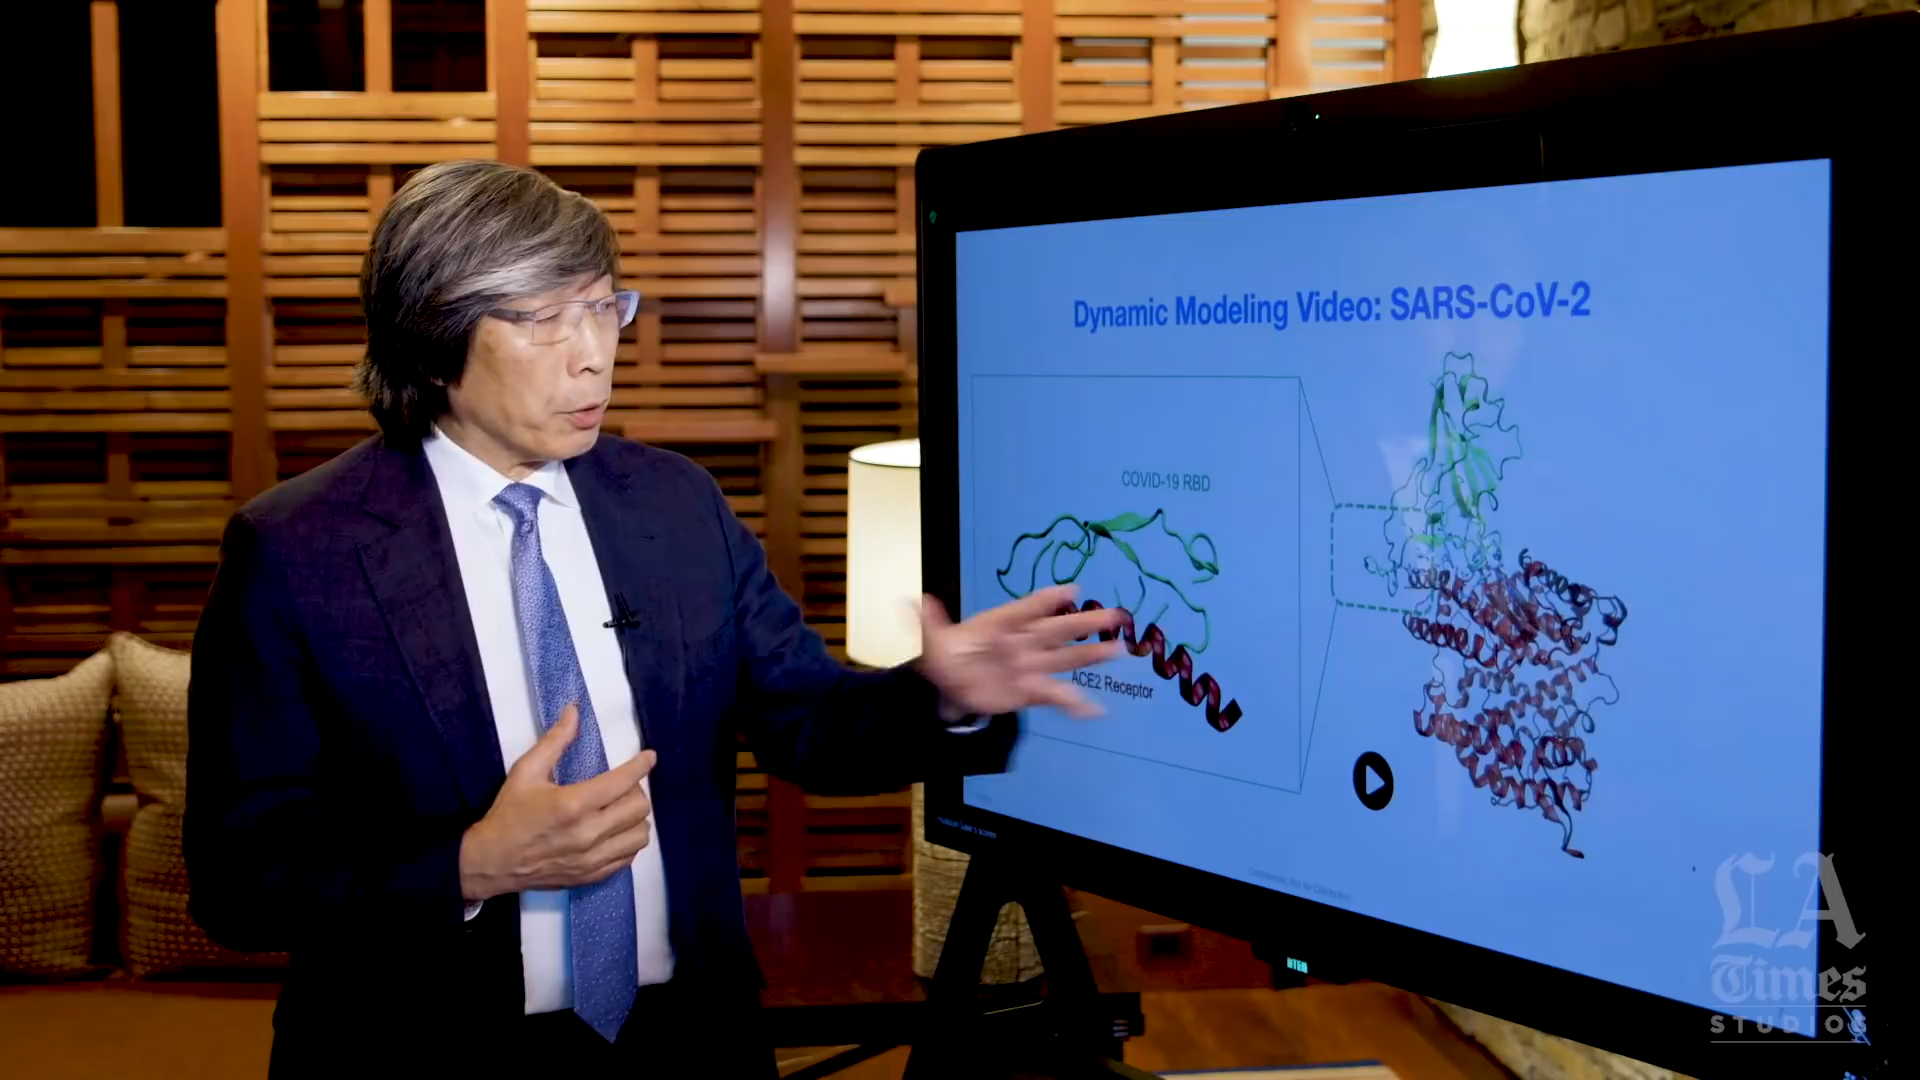 Dynamic Modeling Video: SARS-CoV-2
COVID-19 RBD
ACE2 Receptor
LA
Times
STUDIOS